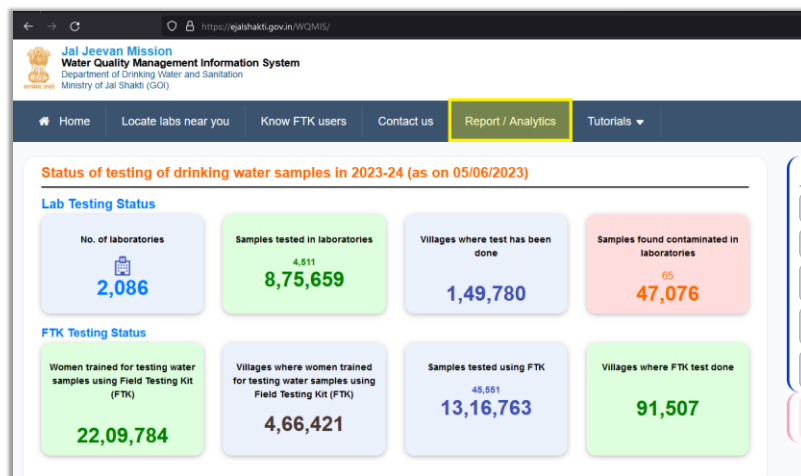 https://ejalshakti.gov.in/WQMIS/
Jal Jeevan Mission
Water Quality Management Information System
Department of Drinking Water and Sanitation
Ministry of Jal Shakti (GOI)
सत्यमेव जयते
Home Locate labs near you Know FTK users Contact us Report / Analytics Tutorials
Status of testing of drinking water samples in 2023-24 (as on 05/06/2023)
Lab Testing Status
No. of laboratories
2,086
Samples tested in laboratories
4,511
8,75,659
Villages where test has been
done
1,49,780
Samples found contaminated in
laboratories
65
47,076
FTK Testing Status
Women trained for testing water
samples using Field Testing Kit
(FTK)
22,09,784
Villages where women trained
for testing water samples using
Field Testing Kit (FTK)
4,66,421
Samples tested using FTK
45,551
13,16,763
Villages where FTK test done
91,507